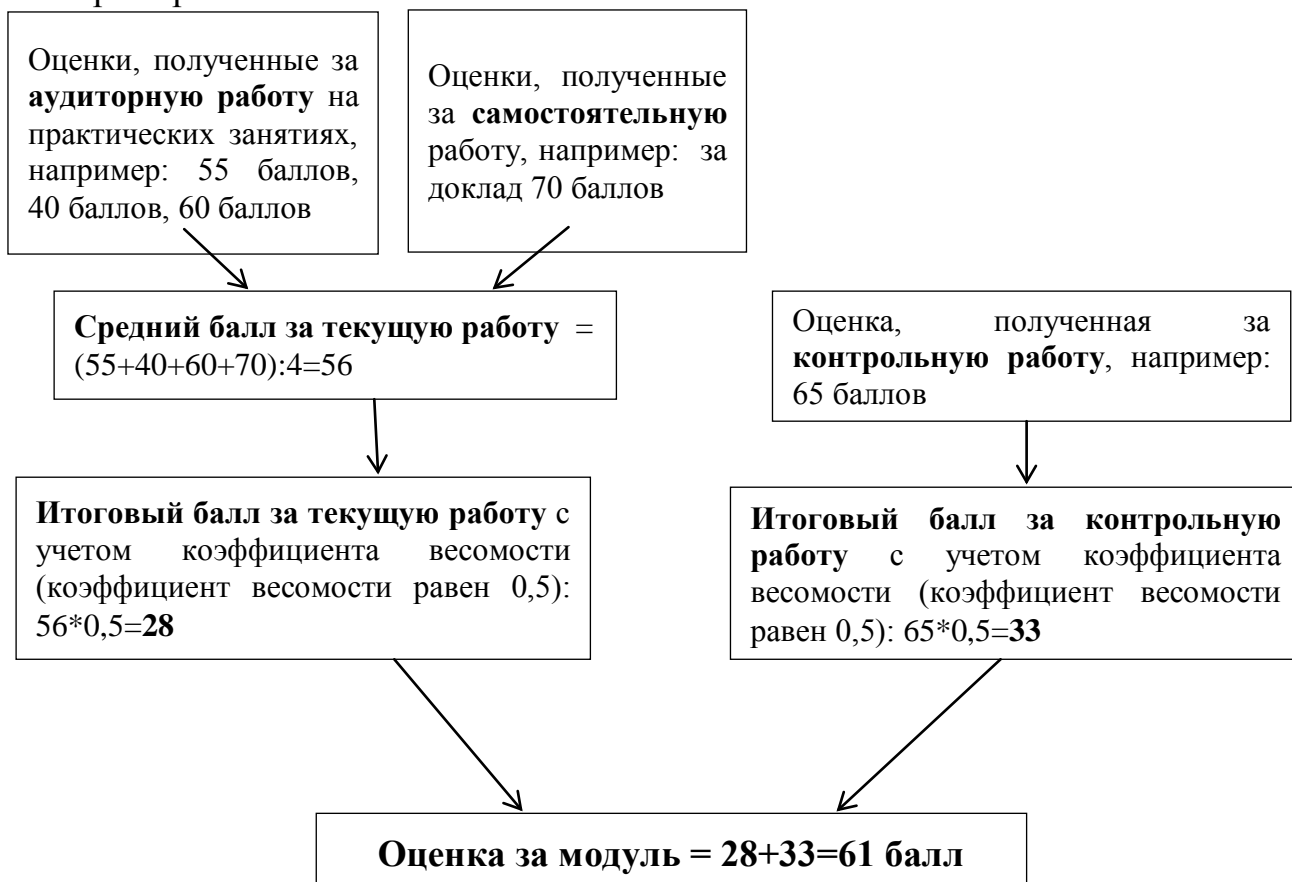 Оценки, полученные за
аудиторную работу на
практических занятиях,
например: 55 баллов,
40 баллов, 60 баллов
Оценки, полученные
за самостоятельную
работу, например: за
доклад 70 баллов
Средний балл за текущую работу =
(55+40+60+70):4=56
Оценка, полученная за
контрольную работу, например:
65 баллов
Итоговый балл за текущую работу с
учетом коэффициента весомости
(коэффициент весомости равен 0,5):
56*0,5=28
Итоговый балл за контрольную
работу с учетом коэффициента
весомости (коэффициент весомости
равен 0,5): 65*0,5=33
Оценка за модуль = 28+33=61 балл